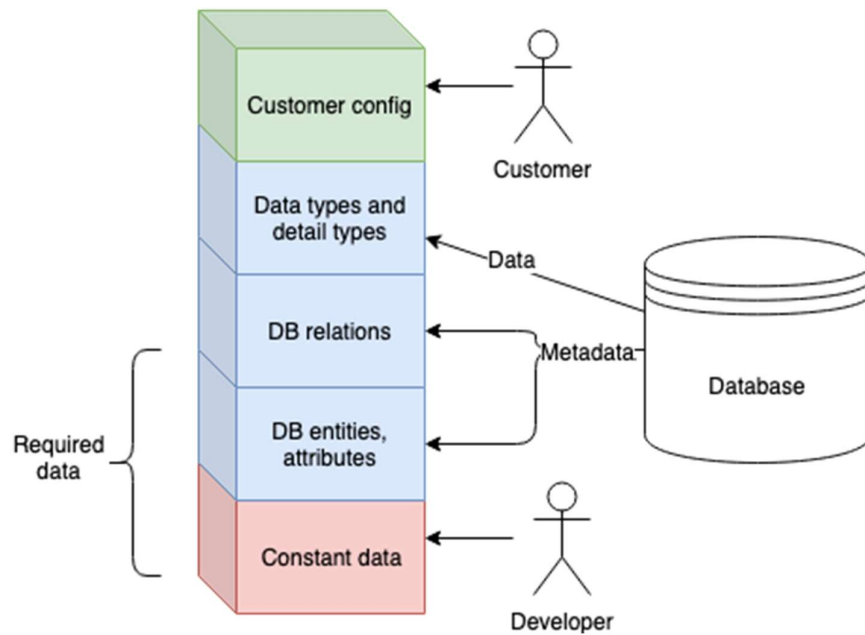 Customer config
Customer
Data types and
detail types
Data
DB relations
Metadata
Database
Required
data
DB entities,
attributes
Constant data
Developer